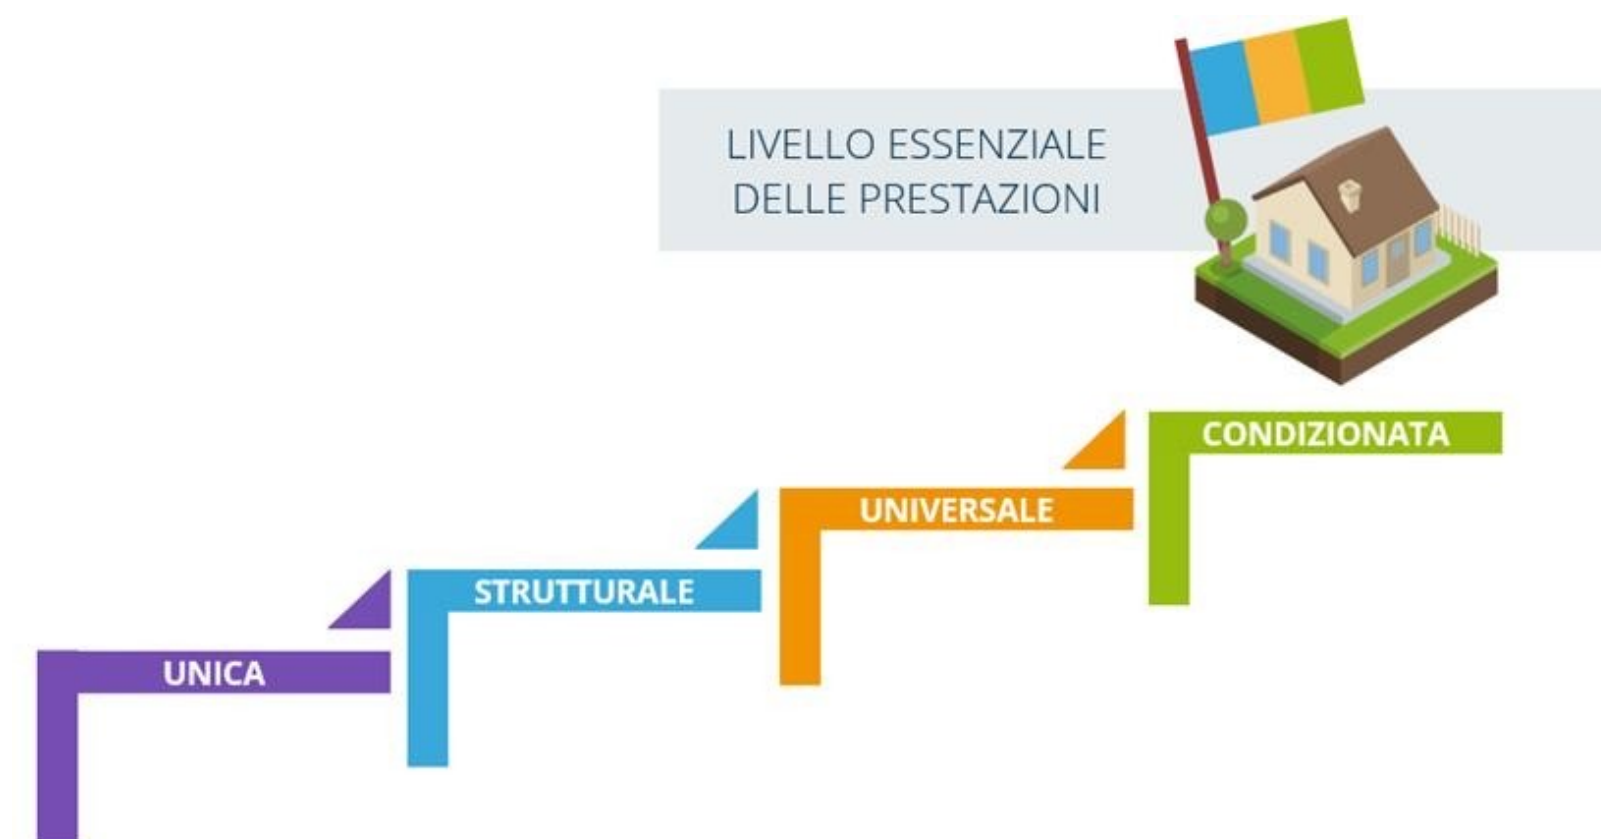 LIVELLO ESSENZIALE
DELLE PRESTAZIONI
CONDIZIONATA
UNIVERSALE
STRUTTURALE
UNICA